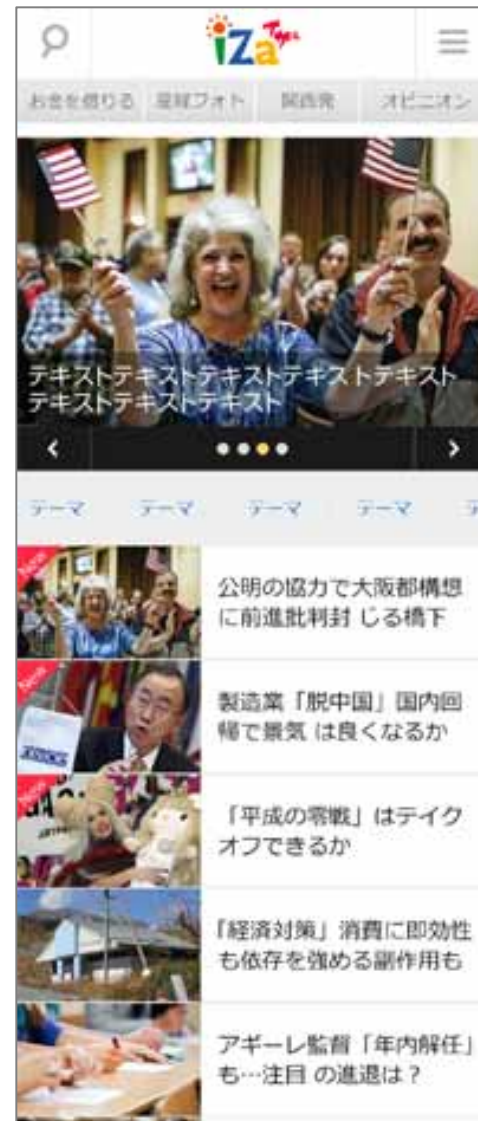 iza
お金を借りる 産経フォト 関西発 オピニオン
テキストテキストテキストテキストテキスト
テキストテキストテキスト
テーマ テーマ テーマ テーマ
New
公明の協力で大阪都構想
に前進批判封 じる橋下
New
製造業「脱中国」国内回
帰で景気 は良くなるか
New
「平成の零戦」はテイク
オフできるか
「経済対策」消費に即効性
も依存を強める副作用も
アギーレ監督「年内解任」
も…注目 の進退は？